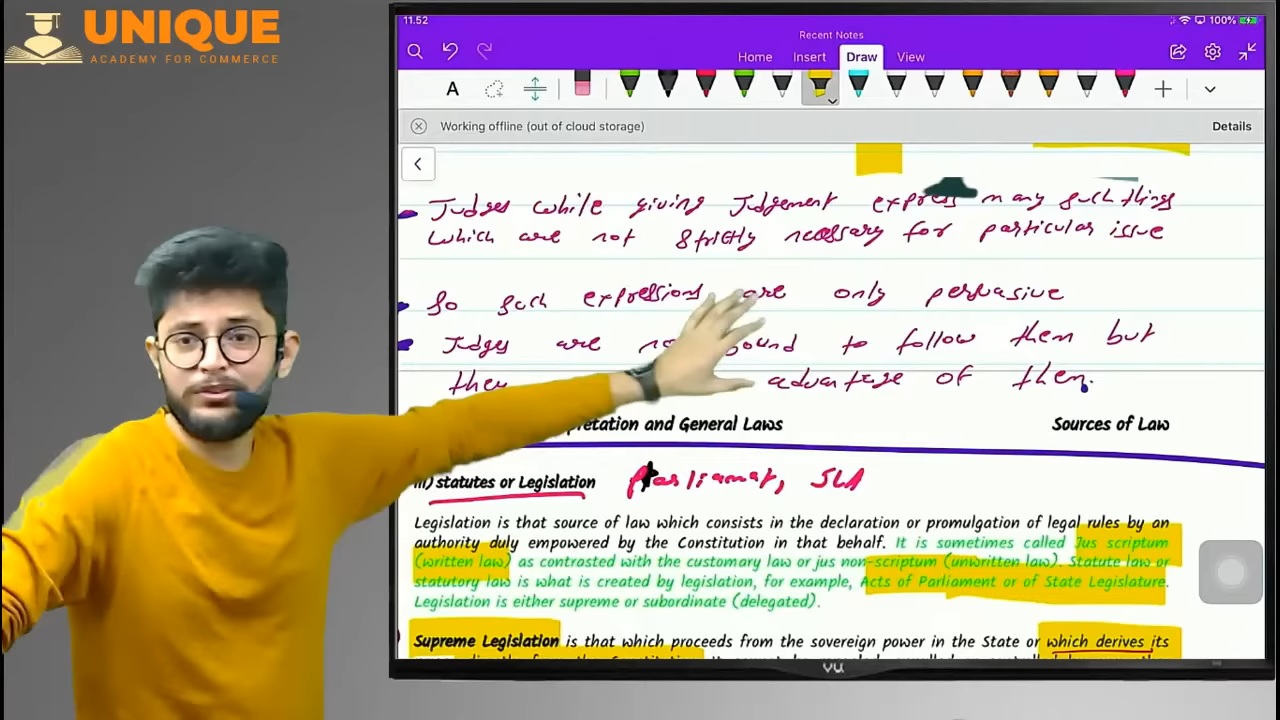 UNIQUE
ACADEMY FOR COMMERCE
11.52
100%
Recent Notes
Home Insert Draw View
A
Working offline (out of cloud storage)
Details
Judges while giving Judgement express many such things
which are not strictly necessary for particular issue
So such expressions are only persuasive
Judges are bound to follow them but
they advantage of them.
pretation and General Laws
Sources of Law
iii) statutes or Legislation Parliamat, SLA
Legislation is that source of law which consists in the declaration or promulgation of legal rules by an
authority duly empowered by the Constitution in that behalf. It is sometimes called Jus scriptum
(written law) as contrasted with the customary law or jus non-scriptum (unwritten law). Statute law or
statutory law is what is created by legislation, for example, Acts of Parliament or of State Legislature.
Legislation is either supreme or subordinate (delegated).
Supreme Legislation is that which proceeds from the sovereign power in the State or which derives its
VU